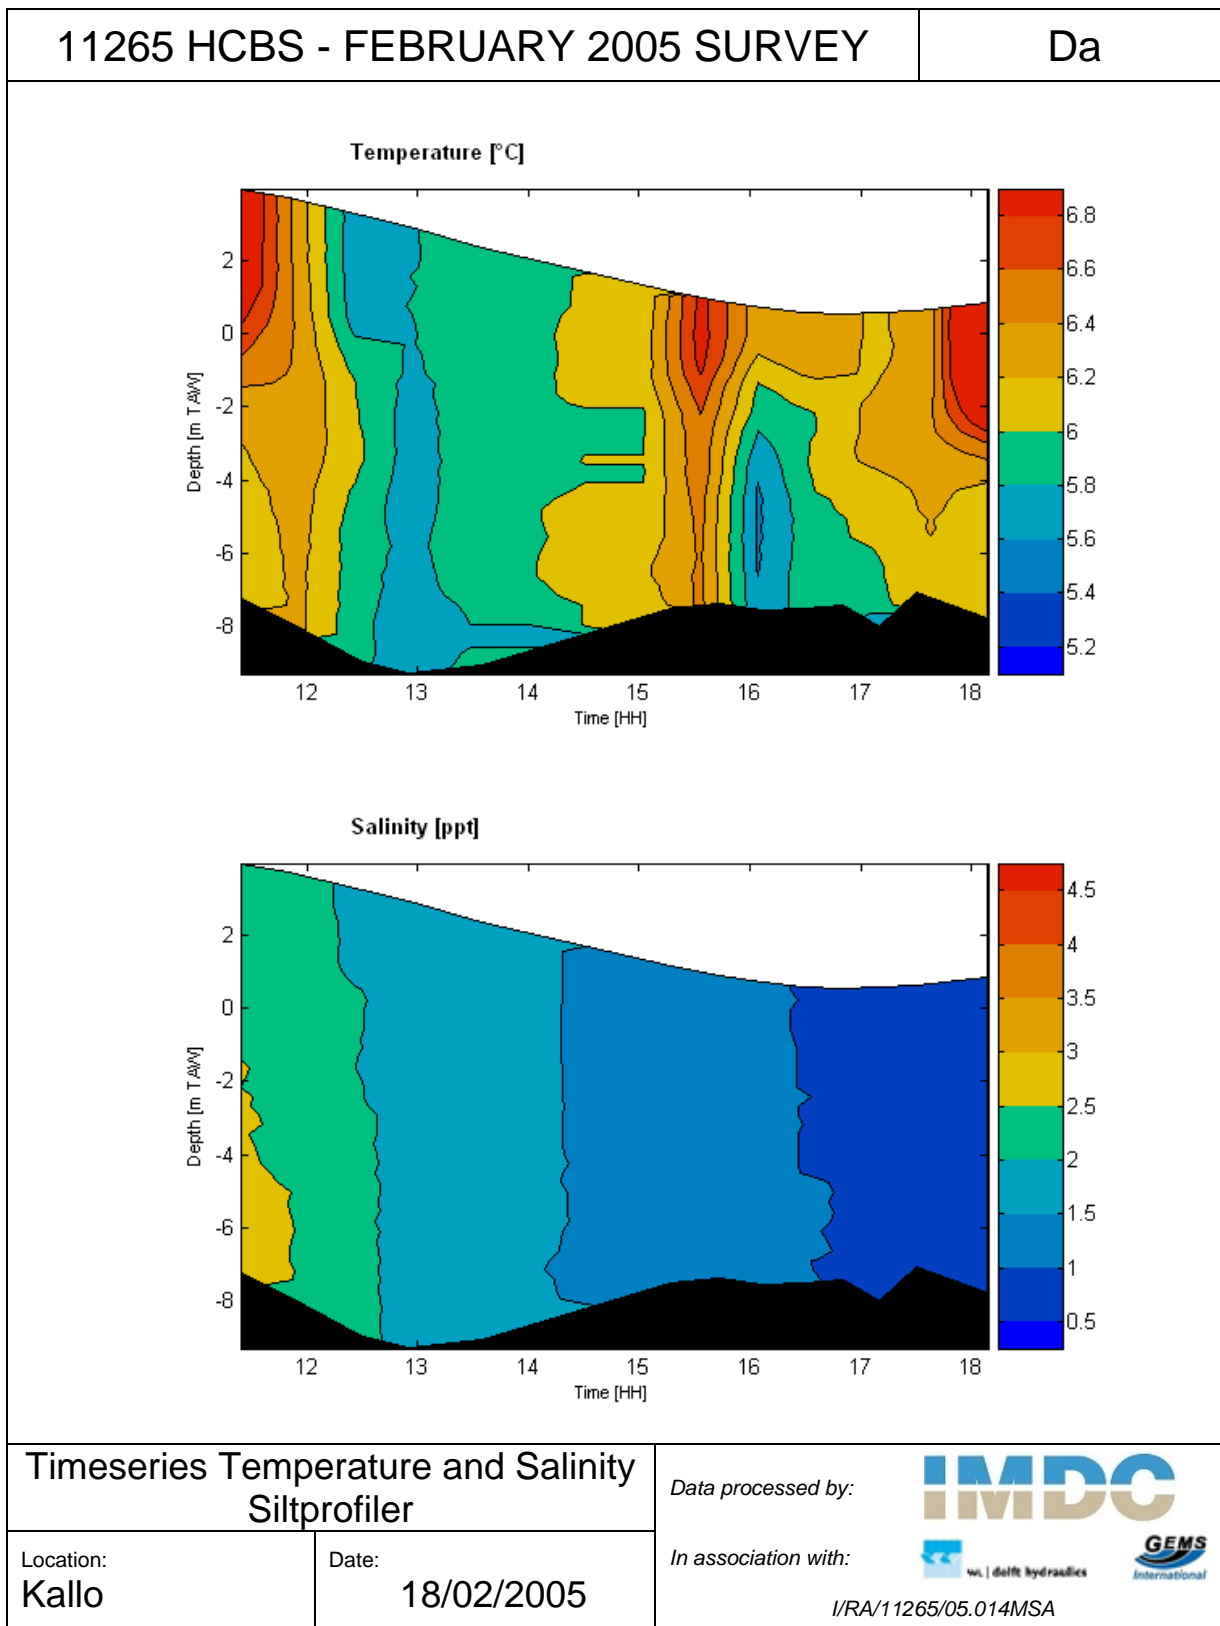 11265 HCBS - FEBRUARY 2005 SURVEY
Da
Temperature [°C]
2
0
-2
-4
-6
-8
Depth [m TAW]
12 13 14 15 16 17 18
Time [HH]
6.8
6.6
6.4
6.2
6
5.8
5.6
5.4
5.2
Salinity [ppt]
2
0
-2
-4
-6
-8
Depth [m TAW]
12 13 14 15 16 17 18
Time [HH]
4.5
4
3.5
3
2.5
2
1.5
1
0.5
Timeseries Temperature and Salinity
Siltprofiler
Location:
Kallo
Date:
18/02/2005
Data processed by:
IMDC
In association with:
wL | delft hydraulics
GEMS
International
I/RA/11265/05.014MSA